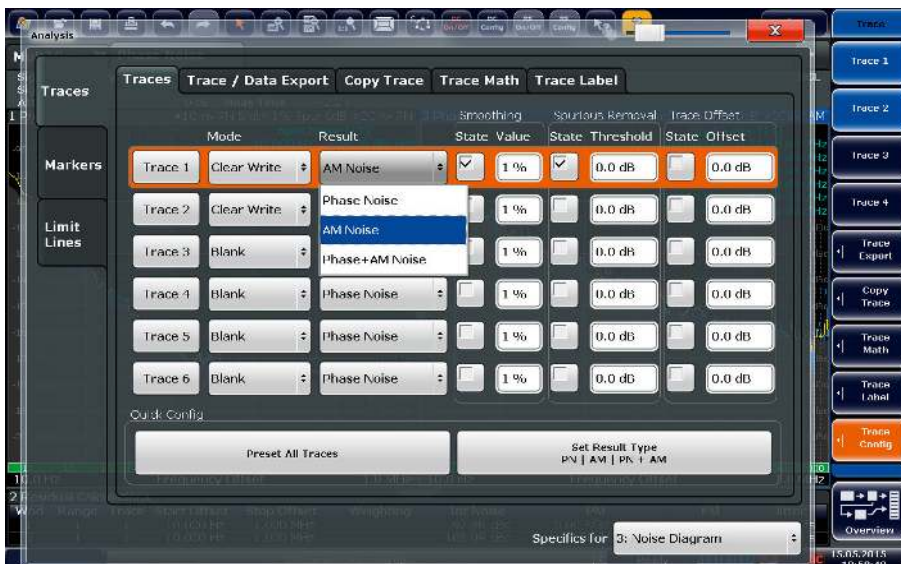 Analysis
Trace
Traces
Markers
Limit
Lines
Traces Trace / Data Export Copy Trace Trace Math Trace Label
Smoothing Spurious Removal Trace Offset
Mode Result State Value State Threshold State Offset
Trace 1 Clear Write AM Noise 1 % 0.0 dB 0.0 dB
Phase Noise
AM Noise
Phase+AM Noise
Trace 2 Clear Write 1 % 0.0 dB 0.0 dB
Trace 3 Blank 1 % 0.0 dB 0.0 dB
Trace 4 Blank Phase Noise 1 % 0.0 dB 0.0 dB
Trace 5 Blank Phase Noise 1 % 0.0 dB 0.0 dB
Trace 6 Blank Phase Noise 1 % 0.0 dB 0.0 dB
Quick Config
Preset All Traces
Set Result Type
PN | AM | PN + AM
Specifics for 3: Noise Diagram
Trace 1
Trace 2
Trace 3
Trace 4
Trace
Export
Copy
Trace
Trace
Math
Trace
Label
Trace
Config
Overview
15.05.2015